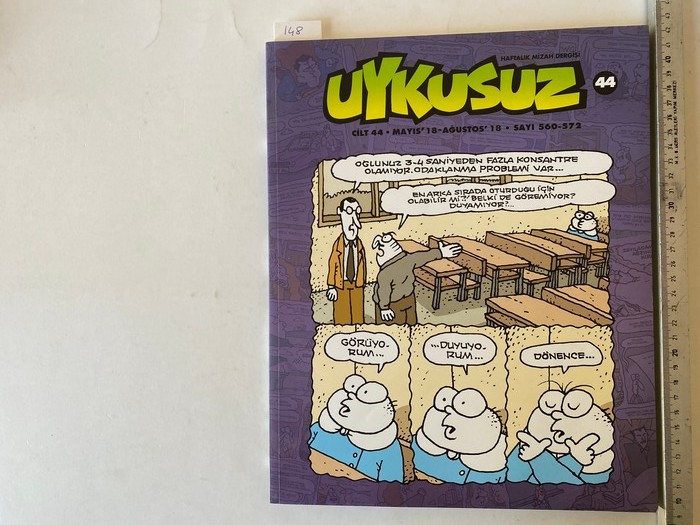 148
HAFTALIK MİZAH DERGİSİ
UYKUSUZ
44
CİLT 44 • MAYIS'18-AĞUSTOS'18 • SAYI 560-572
OĞLUNUZ 3-4 SANİYEDEN FAZLA KONSANTRE
OLAMIYOR. ODAKLANMA PROBLEMİ VAR...
EN ARKA SIRADA OTURDUĞU İÇİN
OLABİLİR Mİ?! BELKİ DE GÖREMİYOR?
DUYAMIYOR?...
GÖRÜYO-
RUM...
...DUYUYO-
RUM...
DÖNENCE...